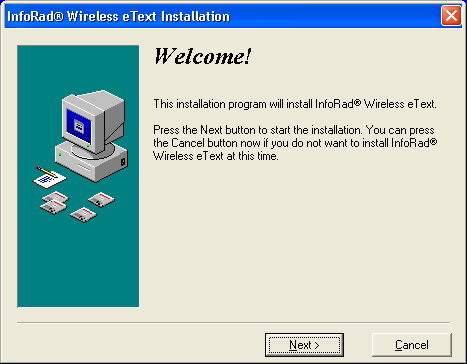 InfoRad® Wireless eText Installation
Welcome!
This installation program will install InfoRad® Wireless eText.
Press the Next button to start the installation. You can press
the Cancel button now if you do not want to install InfoRad®
Wireless eText at this time.
Next >
Cancel